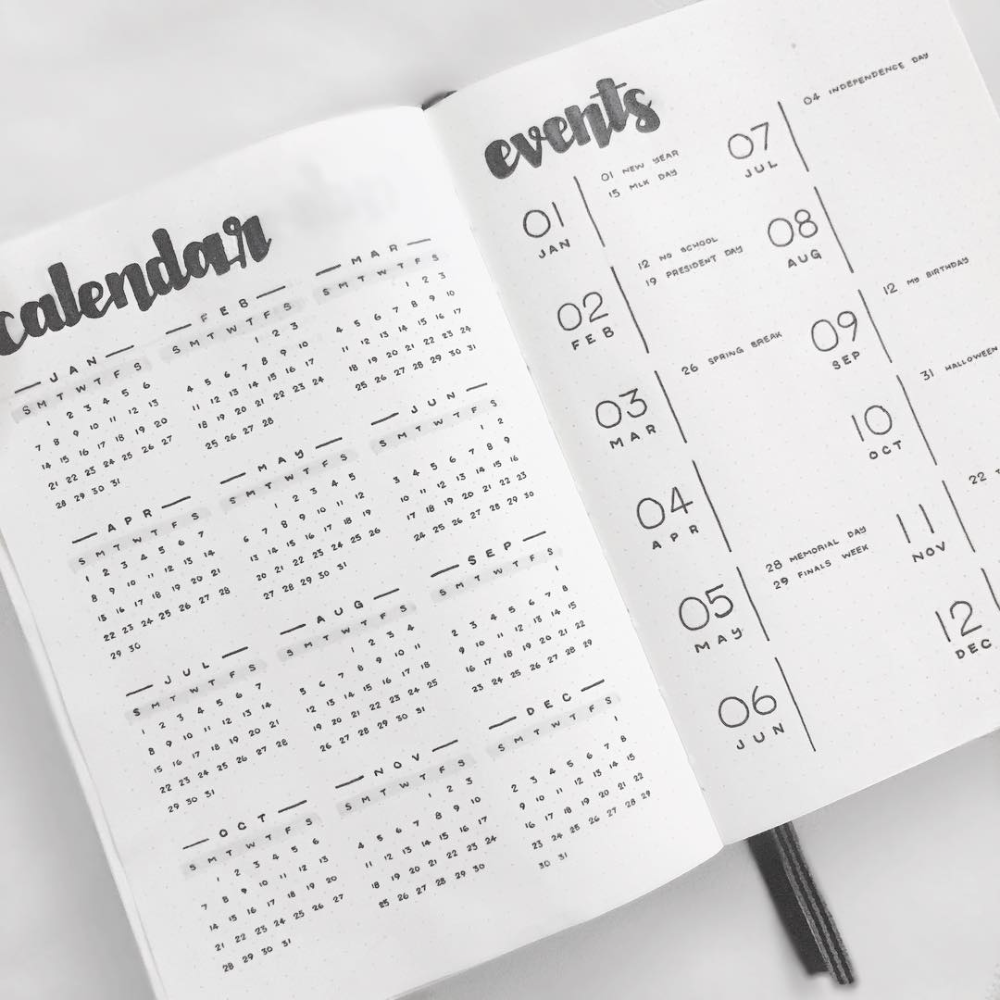 calendar
JAN
S M T W T F S
1 2 3 4 5 6
7 8 9 10 11 12 13
14 15 16 17 18 19 20
21 22 23 24 25 26 27
28 29 30 31
FEB
S M T W T F S
1 2 3
4 5 6 7 8 9 10
11 12 13 14 15 16 17
18 19 20 21 22 23 24
25 26 27 28
MAR
S M T W T F S
1 2 3
4 5 6 7 8 9 10
11 12 13 14 15 16 17
18 19 20 21 22 23 24
25 26 27 28 29 30 31
APR
S M T W T F S
1 2 3 4 5 6 7
8 9 10 11 12 13 14
15 16 17 18 19 20 21
22 23 24 25 26 27 28
29 30
MAY
S M T W T F S
1 2 3 4 5
6 7 8 9 10 11 12
13 14 15 16 17 18 19
20 21 22 23 24 25 26
27 28 29 30 31
JUN
S M T W T F S
1 2
3 4 5 6 7 8 9
10 11 12 13 14 15 16
17 18 19 20 21 22 23
24 25 26 27 28 29 30
JUL
S M T W T F S
1 2 3 4 5 6 7
8 9 10 11 12 13 14
15 16 17 18 19 20 21
22 23 24 25 26 27 28
29 30 31
AUG
S M T W T F S
1 2 3 4
5 6 7 8 9 10 11
12 13 14 15 16 17 18
19 20 21 22 23 24 25
26 27 28 29 30 31
SEP
S M T W T F S
1
2 3 4 5 6 7 8
9 10 11 12 13 14 15
16 17 18 19 20 21 22
23 24 25 26 27 28 29
OCT
S M T W T F S
1 2 3 4 5 6
7 8 9 10 11 12 13
14 15 16 17 18 19 20
21 22 23 24 25 26 27
28 29 30 31
NOV
S M T W T F S
1 2 3
4 5 6 7 8 9 10
11 12 13 14 15 16 17
18 19 20 21 22 23 24
25 26 27 28 29 30
DEC
S M T W T F S
1
2 3 4 5 6 7 8
9 10 11 12 13 14 15
16 17 18 19 20 21 22
23 24 25 26 27 28 29
30 31
events
01
JAN
01 NEW YEAR
15 MLK DAY
02
FEB
12 NO SCHOOL
19 PRESIDENT DAY
03
MAR
26 SPRING BREAK
04
APR
05
MAY
28 MEMORIAL DAY
29 FINALS WEEK
06
JUN
07
JUL
04 INDEPENDENCE DAY
08
AUG
09
SEP
12 MB BIRTHDAY
10
OCT
31 HALLOWEEN
11
NOV
22
12
DEC